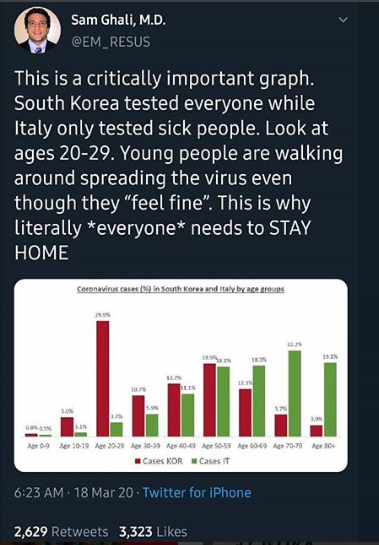 Sam Ghali, M.D.
@EM_RESUS
This is a critically important graph.
South Korea tested everyone while
Italy only tested sick people. Look at
ages 20-29. Young people are walking
around spreading the virus even
though they “feel fine”. This is why
literally *everyone* needs to STAY
HOME
Coronavirus cases (%) in South Korea and Italy by age groups
29.9%
22.2%
18.9% 18.1% 18.3% 19.1%
13.7%
12.3%
10.7% 11.1%
5.0% 5.9% 5.7%
0.8% 0.5% 1.1% 3.7%
Age 0-9 Age 10-19 Age 20-29 Age 30-39 Age 40-49 Age 50-59 Age 60-69 Age 70-79 Age 80+
Cases KOR Cases IT
6:23 AM · 18 Mar 20 · Twitter for iPhone
2,629 Retweets 3,323 Likes